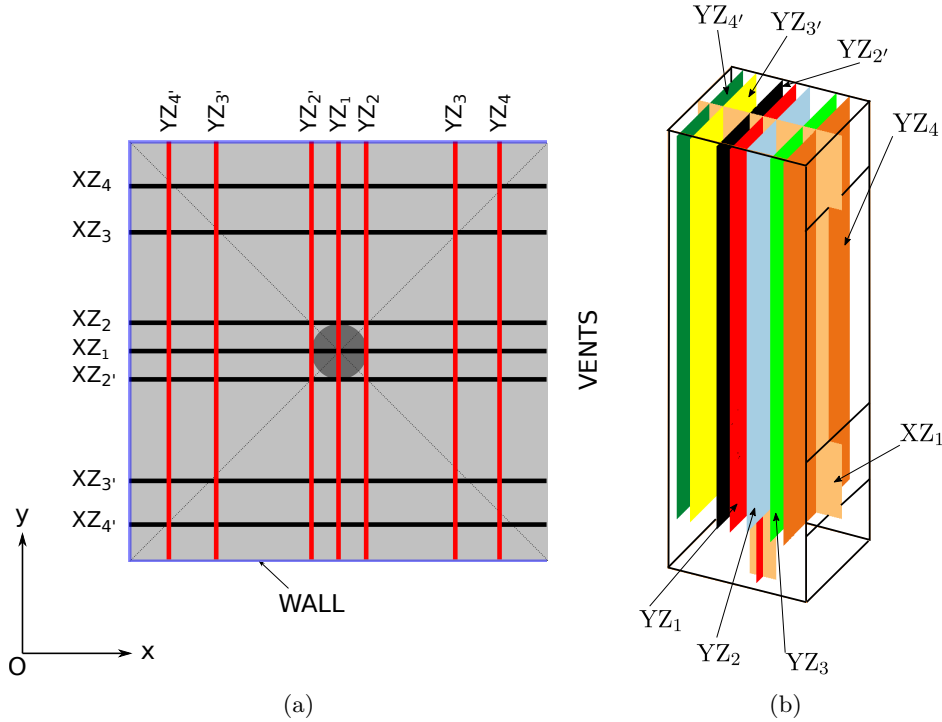 YZ4' YZ3' YZ2' YZ1 YZ2 YZ3 YZ4
XZ4
XZ3
XZ2
XZ1
XZ2'
XZ3'
XZ4'
VENTS
WALL
y
x
O
(a)
YZ4'
YZ3'
YZ2'
YZ4
XZ1
YZ1
YZ2
YZ3
(b)